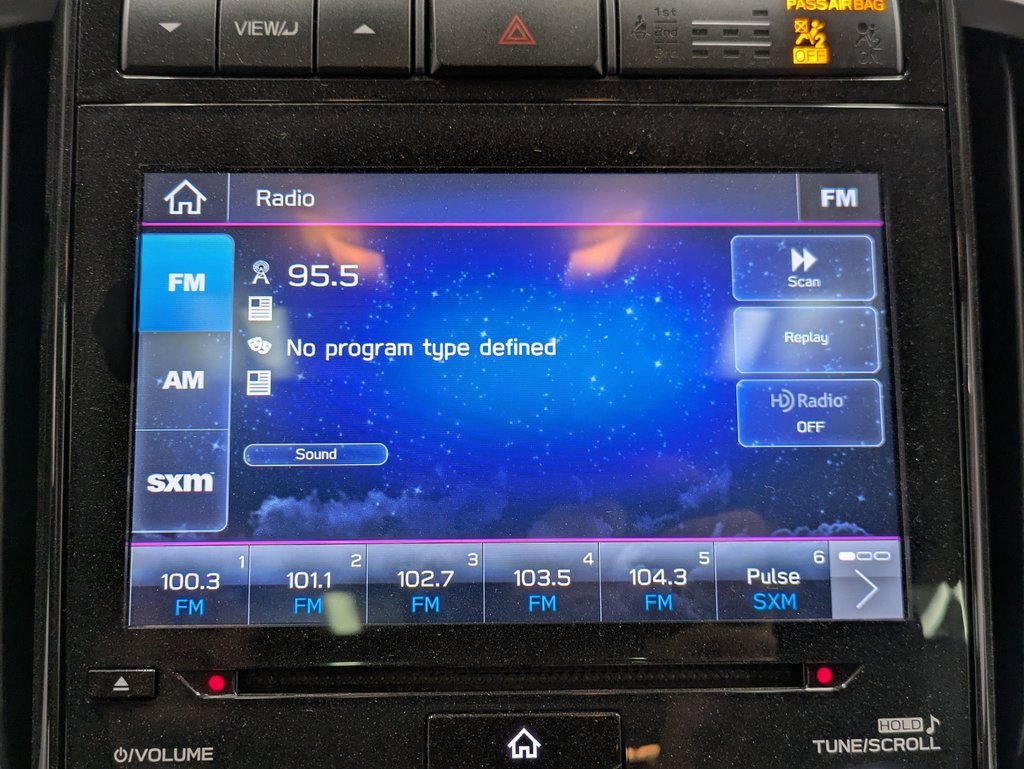 PASS AIR BAG
VIEW/
1st
2nd
OFF
ON
Radio
FM
FM
95.5
Scan
No program type defined
Replay
AM
HD Radio
OFF
Sound
sxm
1
2
3
4
5
6
100.3
101.1
102.7
103.5
104.3
Pulse
FM
FM
FM
FM
FM
SXM
HOLD
/VOLUME
TUNE/SCROLL